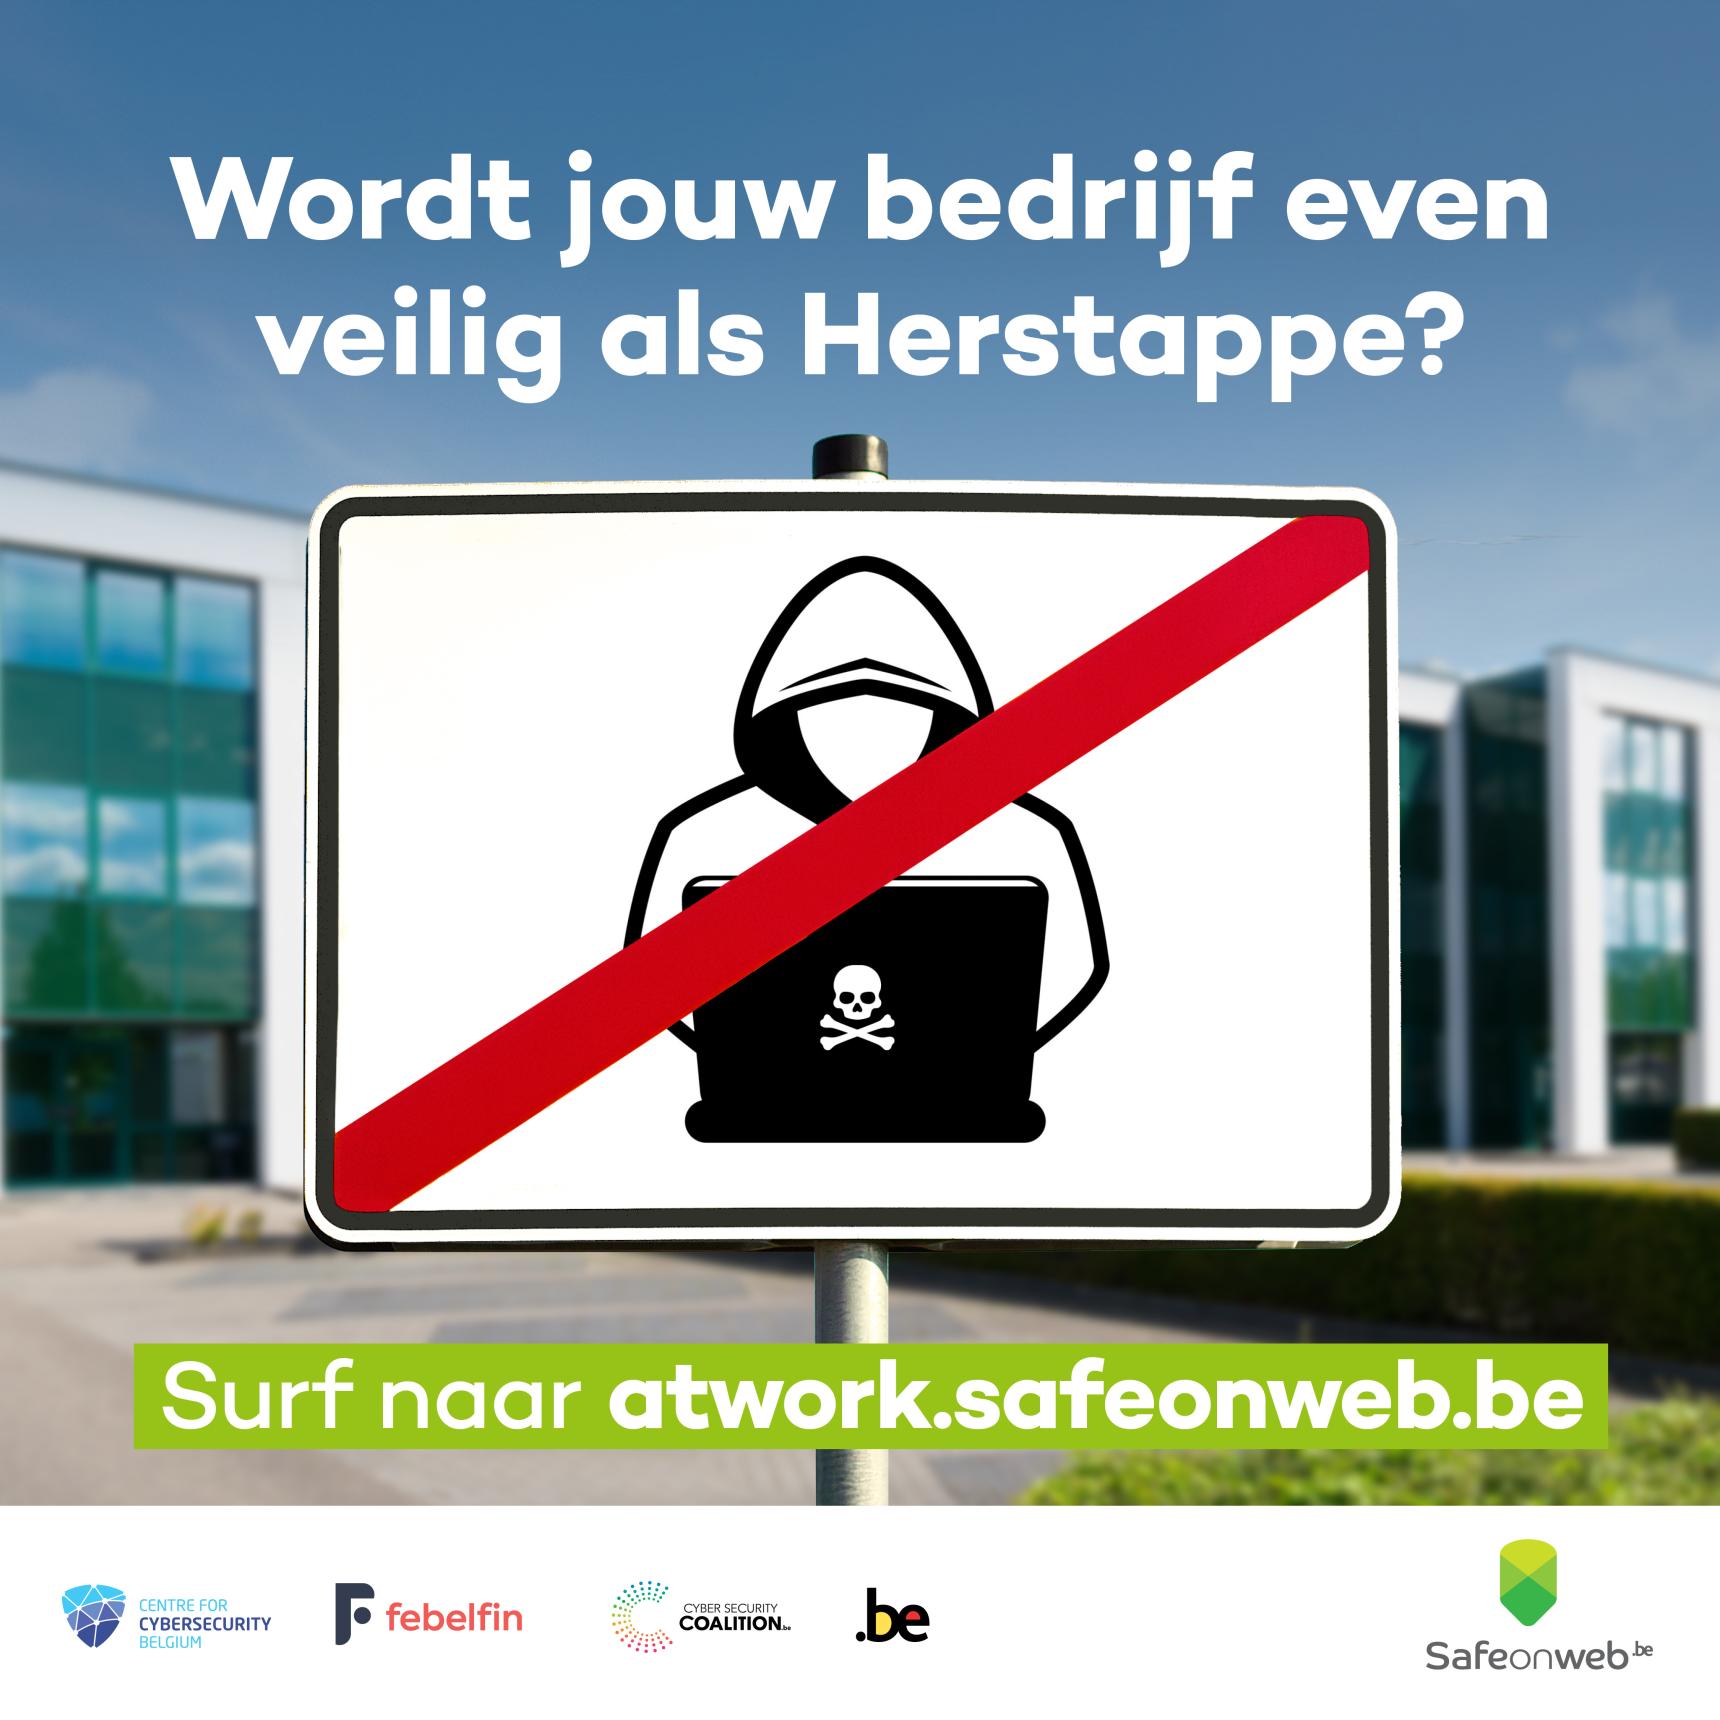 Wordt jouw bedrijf even
veilig als Herstappe?
Surf naar atwork.safeonweb.be
CENTRE FOR
CYBERSECURITY
BELGIUM
febelfin
CYBER SECURITY
COALITION.be
.be
Safeonweb.be